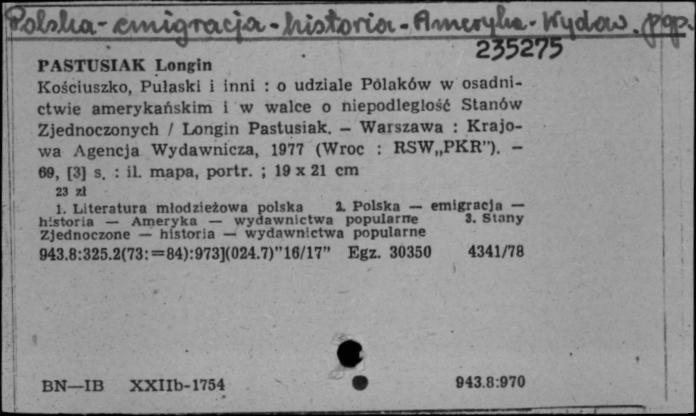 Polska - emigracja - historia - Ameryka - Wydaw. pop.
235275
PASTUSIAK Longin
Kościuszko, Pułaski i inni : o udziale Polaków w osadni-
ctwie amerykańskim i w walce o niepodległość Stanów
Zjednoczonych / Longin Pastusiak. — Warszawa : Krajo-
wa Agencja Wydawnicza, 1977 (Wroc : RSW„PKR”). —
69, [3] s. : il. mapa, portr. ; 19 x 21 cm
23 zł
1. Literatura młodzieżowa polska 2. Polska — emigracja —
historia — Ameryka — wydawnictwa popularne 3. Stany
Zjednoczone — historia — wydawnictwa popularne
943.8:325.2(73:=84):973](024.7)”16/17” Egz. 30350 4341/78
BN—IB XXIIb-1754 943.8:970